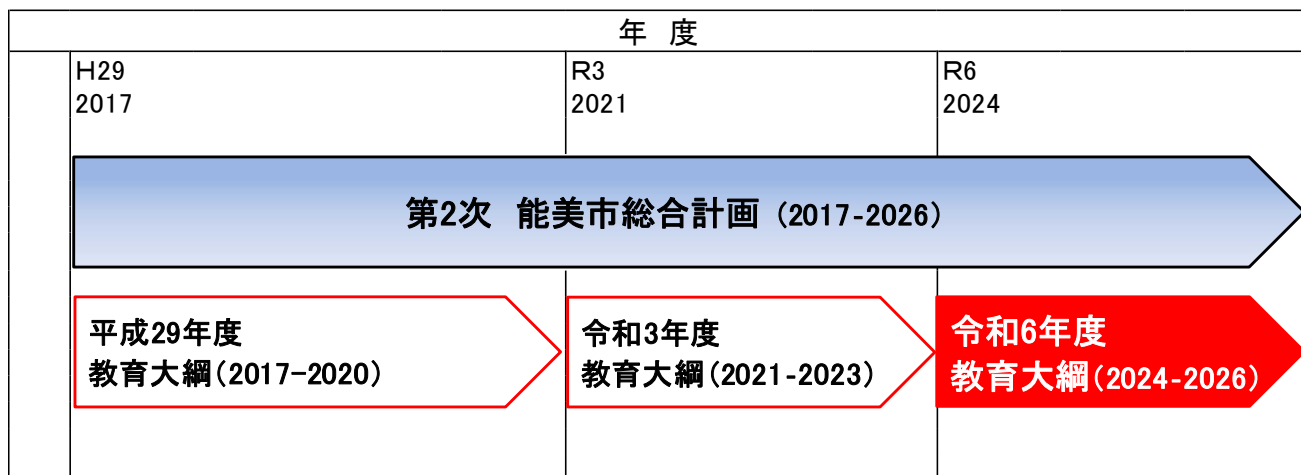 年 度
H29
2017
R3
2021
R6
2024
第2次 能美市総合計画 (2017-2026)
平成29年度
教育大綱(2017-2020)
令和3年度
教育大綱(2021-2023)
令和6年度
教育大綱(2024-2026)